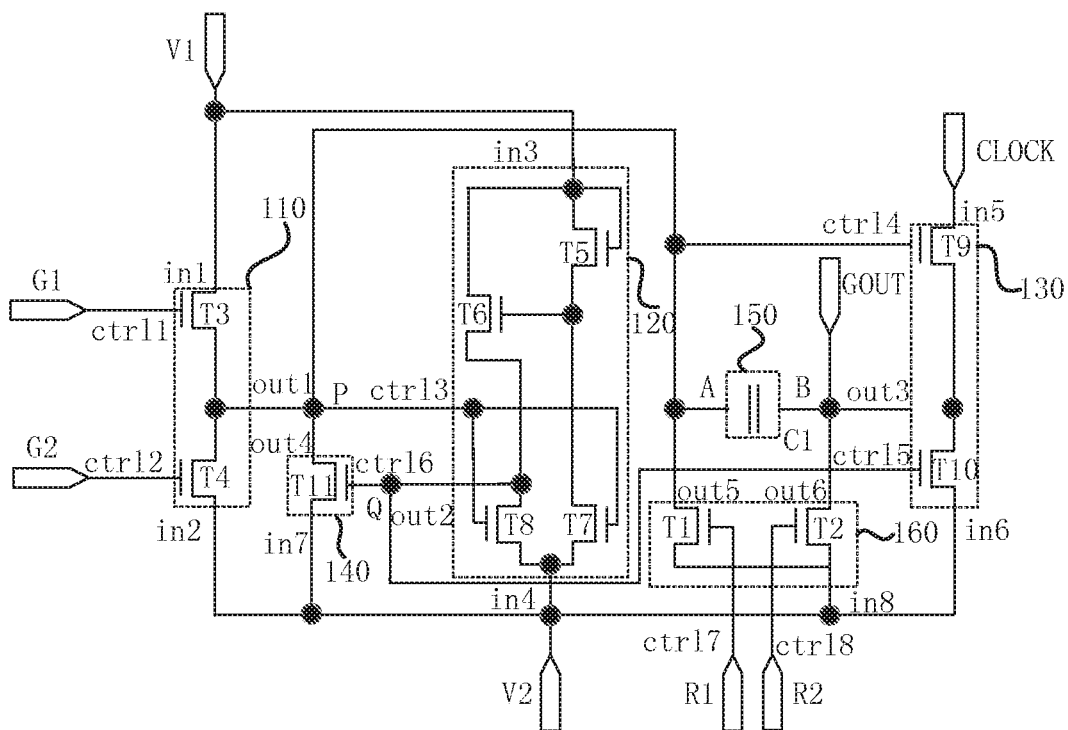 V1
in3
CLOCK
110
ctrl4
in5
T9
G1
in1
T3
T5
GOUT
130
T6
120
ctrl1
150
out1
P
ctrl3
A
B
out3
C1
G2
ctrl2
T4
out4
T11
ctrl6
Q
out2
ctrl5
T10
T8
T7
out5
out6
T1
T2
160
in2
in7
140
in6
in4
in8
ctrl7
ctrl8
V2
R1
R2